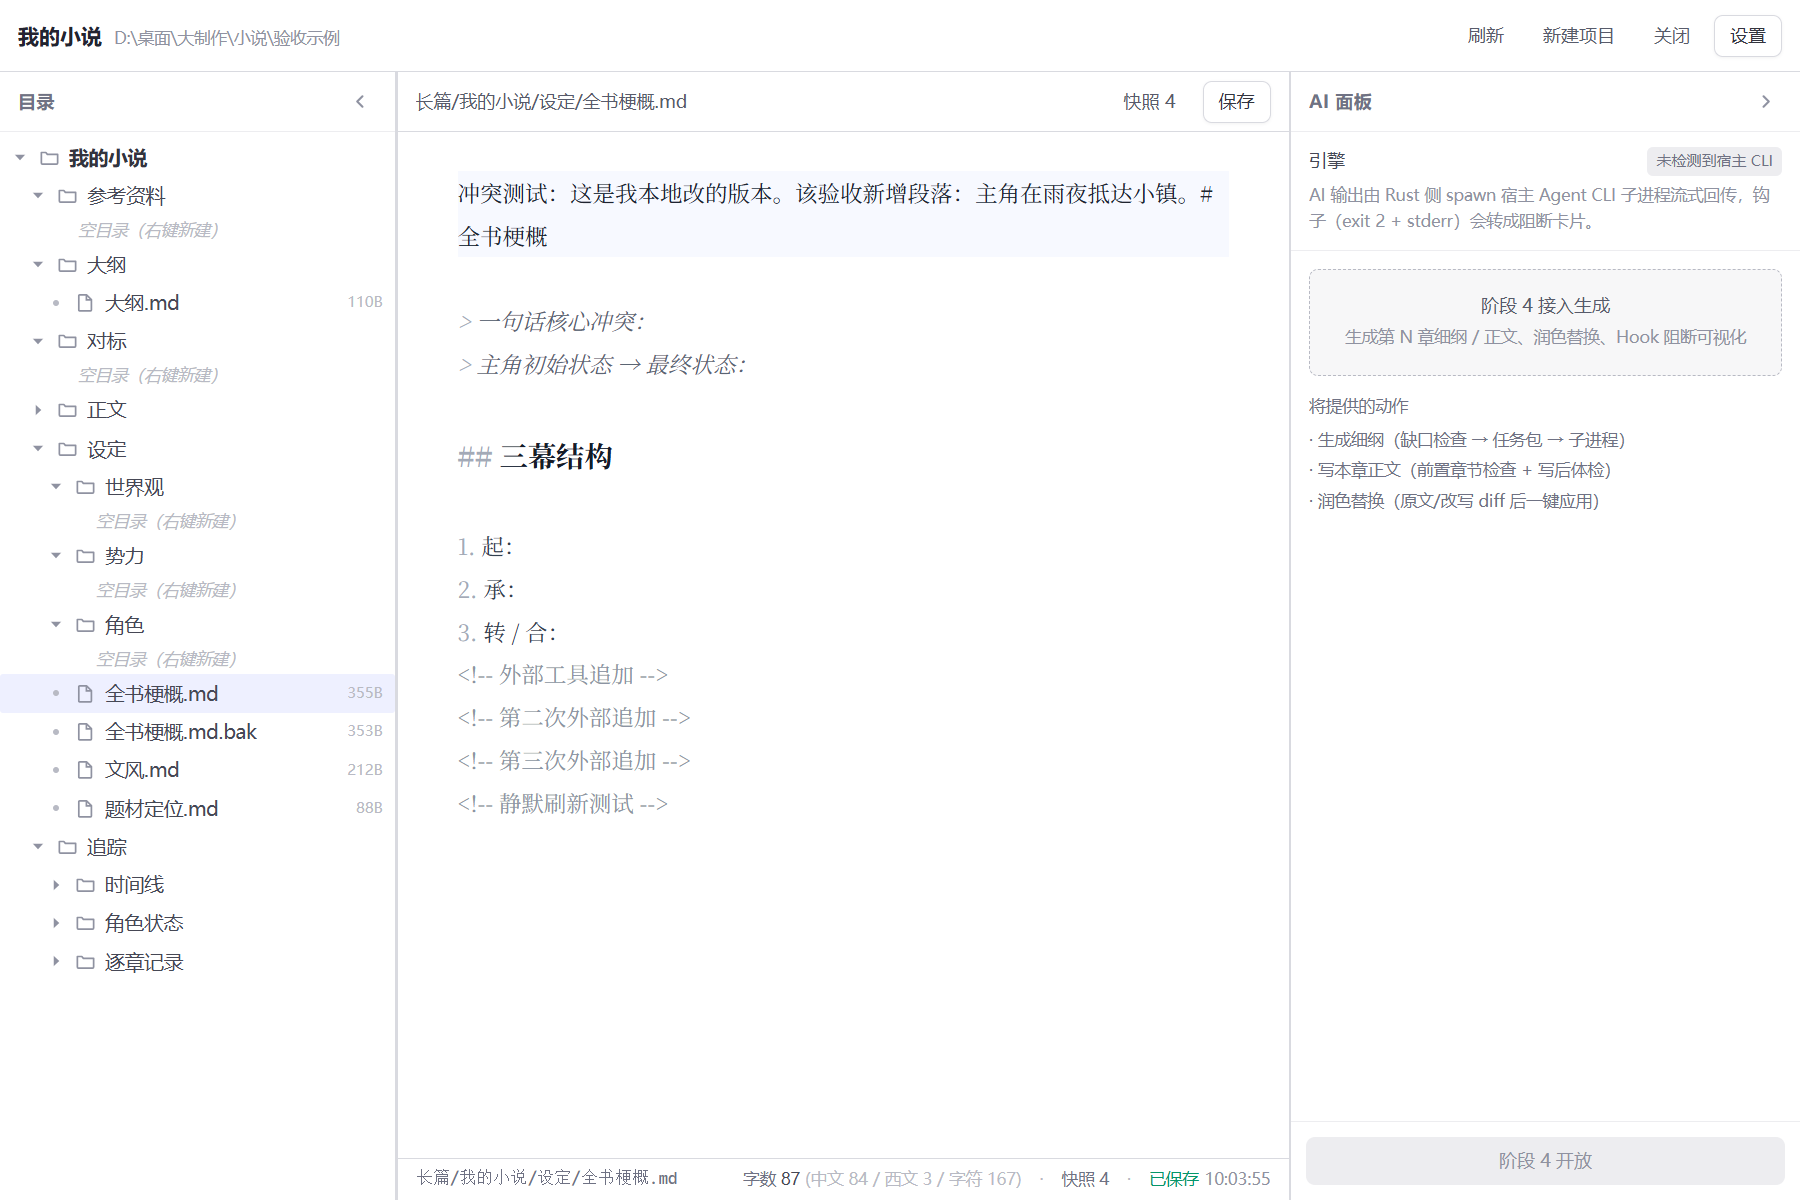 我的小说 D:\桌面\大制作\小说\验收示例 刷新 新建项目 关闭 设置
目录
我的小说
参考资料
空目录（右键新建）
大纲
大纲.md 110B
对标
空目录（右键新建）
正文
设定
世界观
空目录（右键新建）
势力
空目录（右键新建）
角色
空目录（右键新建）
全书梗概.md 355B
全书梗概.md.bak 353B
文风.md 212B
题材定位.md 88B
追踪
时间线
角色状态
逐章记录
长篇/我的小说/设定/全书梗概.md 快照 4 保存
冲突测试：这是我本地改的版本。该验收新增段落：主角在雨夜抵达小镇。#
全书梗概
> 一句话核心冲突：
> 主角初始状态 → 最终状态：
## 三幕结构
1. 起：
2. 承：
3. 转 / 合：
<!-- 外部工具追加 -->
<!-- 第二次外部追加 -->
<!-- 第三次外部追加 -->
<!-- 静默刷新测试 -->
长篇/我的小说/设定/全书梗概.md 字数 87 (中文 84 / 西文 3 / 字符 167) · 快照 4 · 已保存 10:03:55
AI 面板
引擎 未检测到宿主 CLI
AI 输出由 Rust 侧 spawn 宿主 Agent CLI 子进程流式回传，钩
子（exit 2 + stderr）会转成阻断卡片。
阶段 4 接入生成
生成第 N 章细纲 / 正文、润色替换、Hook 阻断可视化
将提供的动作
· 生成细纲（缺口检查 → 任务包 → 子进程）
· 写本章正文（前置章节检查 + 写后体检）
· 润色替换（原文/改写 diff 后一键应用）
阶段 4 开放